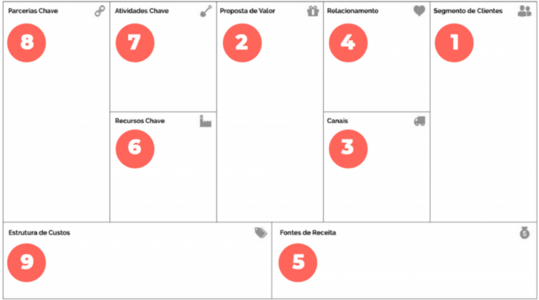 Parcerias Chave
8
Atividades Chave
7
Proposta de Valor
2
Relacionamento
4
Segmento de Clientes
1
Recursos Chave
6
Canais
3
Estrutura de Custos
9
Fontes de Receita
$
5